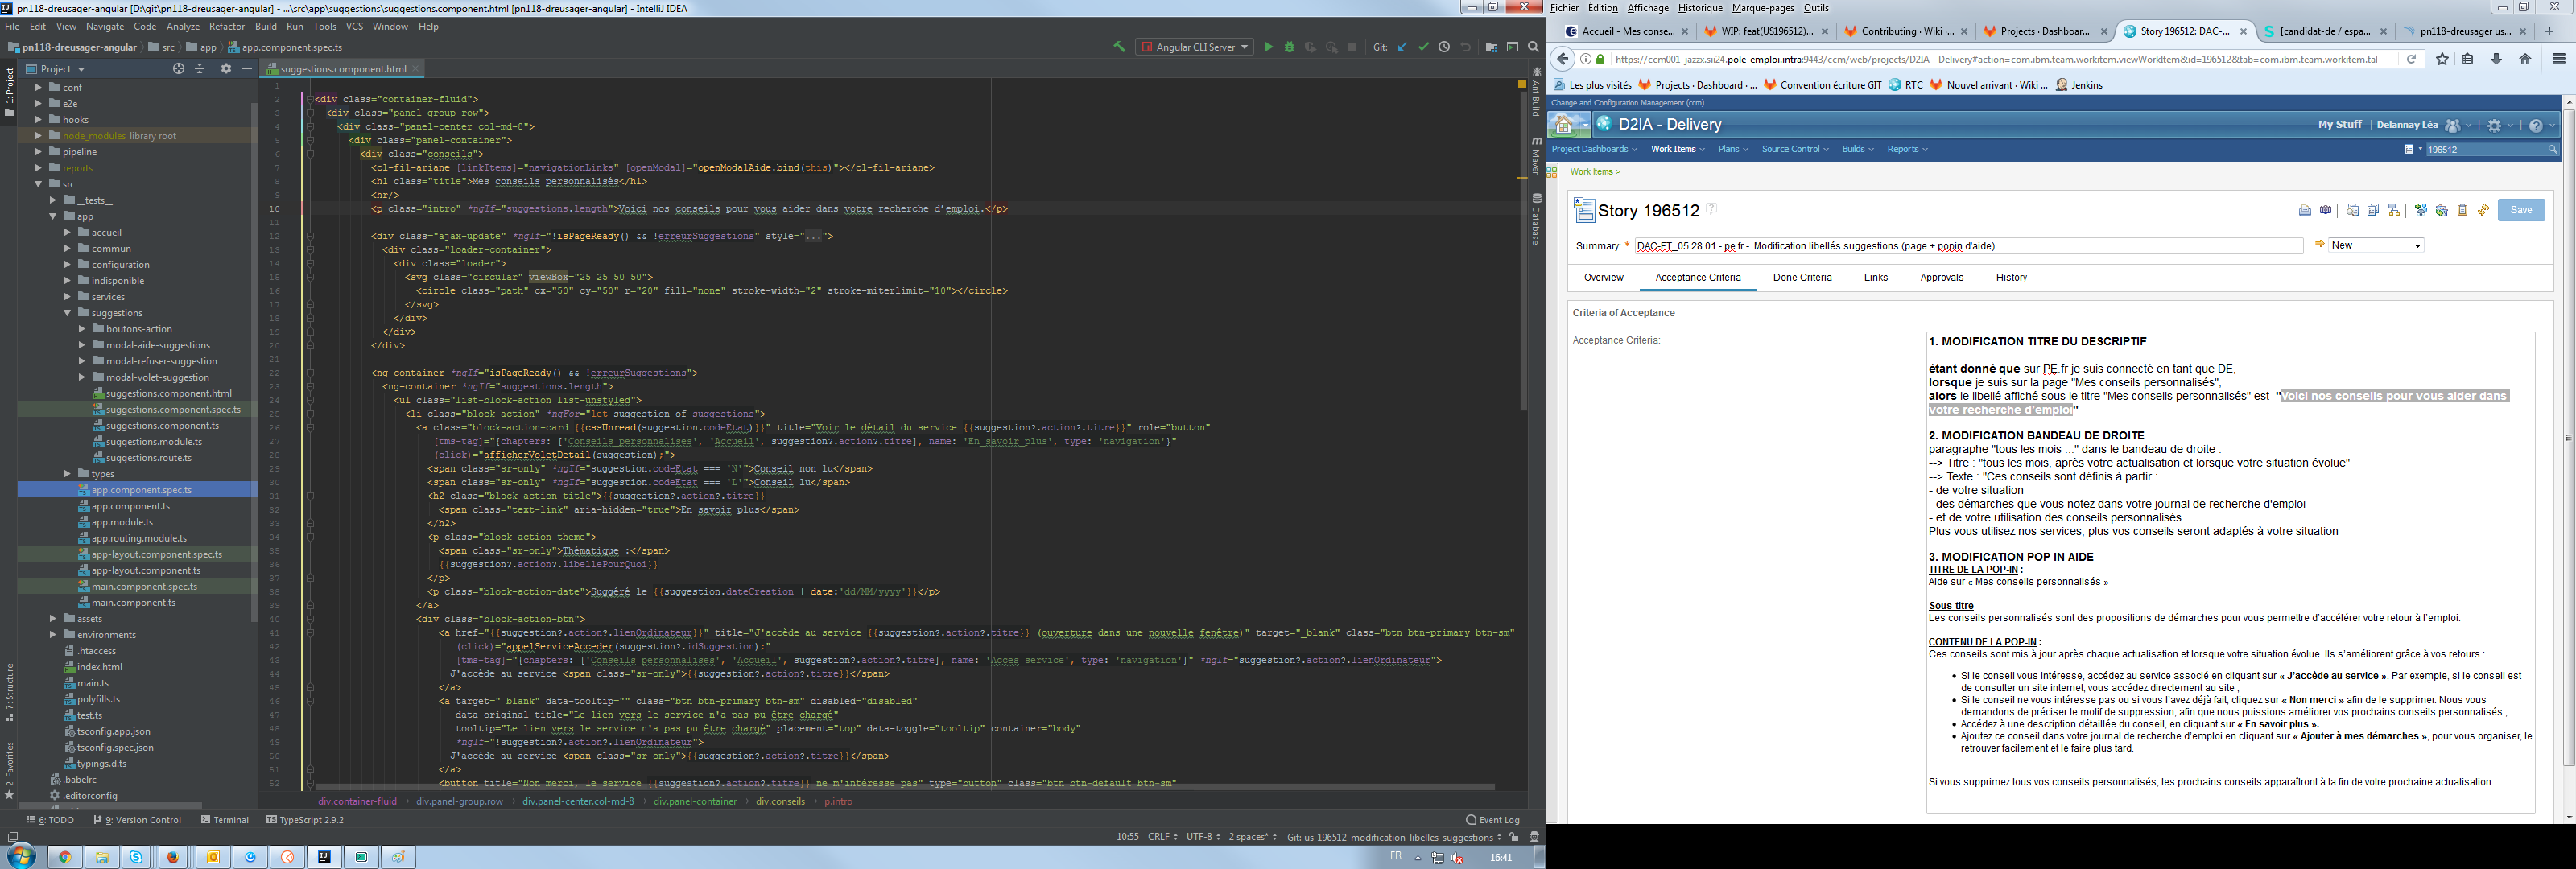 pn118-dreusager-angular [D:\git\pn118-dreusager-angular] - ...\src\app\suggestions\suggestions.component.html [pn118-dreusager-angular] - IntelliJ IDEA
File Edit View Navigate Code Analyze Refactor Build Run Tools VCS Window Help
pn118-dreusager-angular src app app.component.spec.ts
Angular CLI Server
Git:
Project
suggestions.component.html
1: Project
conf
e2e
hooks
node_modules library root
pipeline
reports
src
__tests__
app
accueil
commun
configuration
indisponible
services
suggestions
boutons-action
modal-aide-suggestions
modal-refuser-suggestion
modal-volet-suggestion
suggestions.component.html
suggestions.component.spec.ts
suggestions.component.ts
suggestions.module.ts
suggestions.route.ts
types
app.component.spec.ts
app.component.ts
app.module.ts
app.routing.module.ts
app-layout.component.spec.ts
app-layout.component.ts
main.component.spec.ts
main.component.ts
assets
environments
.htaccess
index.html
main.ts
polyfills.ts
test.ts
tsconfig.app.json
tsconfig.spec.json
typings.d.ts
.babelrc
.editorconfig
Z: Structure
2: Favorites
1
2 <div class="container-fluid">
3 <div class="panel-group row">
4 <div class="panel-center col-md-8">
5 <div class="panel-container">
6 <div class="conseils">
7 <cl-fil-ariane [linkItems]="navigationLinks" [openModal]="openModalAide.bind(this)"></cl-fil-ariane>
8 <h1 class="title">Mes conseils personnalisés</h1>
9 <hr/>
10 <p class="intro" *ngIf="suggestions.length">Voici nos conseils pour vous aider dans votre recherche d'emploi.</p>
11
12 <div class="ajax-update" *ngIf="!isPageReady() && !erreurSuggestions" style="...">
13 <div class="loader-container">
14 <div class="loader">
15 <svg class="circular" viewBox="25 25 50 50">
16 <circle class="path" cx="50" cy="50" r="20" fill="none" stroke-width="2" stroke-miterlimit="10"></circle>
17 </svg>
18 </div>
19 </div>
20 </div>
21
22 <ng-container *ngIf="isPageReady() && !erreurSuggestions">
23 <ng-container *ngIf="suggestions.length">
24 <ul class="list-block-action list-unstyled">
25 <li class="block-action" *ngFor="let suggestion of suggestions">
26 <a class="block-action-card {{cssUnread(suggestion.codeEtat)}}" title="Voir le détail du service {{suggestion?.action?.titre}}" role="button"
27 [tms-tag]="{chapters: ['Conseils_personnalises', 'Accueil', suggestion?.action?.titre], name: 'En_savoir_plus', type: 'navigation'}"
28 (click)="afficherVoletDetail(suggestion);">
29 <span class="sr-only" *ngIf="suggestion.codeEtat === 'N'">Conseil non lu</span>
30 <span class="sr-only" *ngIf="suggestion.codeEtat === 'L'">Conseil lu</span>
31 <h2 class="block-action-title">{{suggestion?.action?.titre}}
32 <span class="text-link" aria-hidden="true">En savoir plus</span>
33 </h2>
34 <p class="block-action-theme">
35 <span class="sr-only">Thématique :</span>
36 {{suggestion?.action?.libellePourQuoi}}
37 </p>
38 <p class="block-action-date">Suggéré le {{suggestion.dateCreation | date:'dd/MM/yyyy'}}</p>
39 </a>
40 <div class="block-action-btn">
41 <a href="{{suggestion?.action?.lienOrdinateur}}" title="J'accède au service {{suggestion?.action?.titre}} (ouverture dans une nouvelle fenêtre)" target="_blank" class="btn btn-primary btn-sm"
42 (click)="appelServiceAcceder(suggestion?.idSuggestion);"
43 [tms-tag]="{chapters: ['Conseils_personnalises', 'Accueil', suggestion?.action?.titre], name: 'Acces_service', type: 'navigation'}" *ngIf="suggestion?.action?.lienOrdinateur">
44 J'accède au service <span class="sr-only">{{suggestion?.action?.titre}}</span>
45 </a>
46 <a target="_blank" data-tooltip="" class="btn btn-primary btn-sm" disabled="disabled"
47 data-original-title="Le lien vers le service n'a pas pu être chargé"
48 tooltip="Le lien vers le service n'a pas pu être chargé" placement="top" data-toggle="tooltip" container="body"
49 *ngIf="!suggestion?.action?.lienOrdinateur">
50 J'accède au service <span class="sr-only">{{suggestion?.action?.titre}}</span>
51 </a>
52 <button title="Non merci, le service {{suggestion?.action?.titre}} ne m'intéresse pas" type="button" class="btn btn-default btn-sm"
div.container-fluid div.panel-group.row div.panel-center.col-md-8 div.panel-container div.conseils p.intro
Ant Build
Maven
Database
6: TODO 9: Version Control Terminal TypeScript 2.9.2 Event Log
10:55 CRLF UTF-8 2 spaces* Git: us-196512-modification-libelles-suggestions
FR 16:41
Fichier Édition Affichage Historique Marque-pages Outils
Accueil - Mes conse... WIP: feat(US196512)... Contributing · Wiki ·... Projects · Dashboar... Story 196512: DAC-... [candidat-de / espa... pn118-dreusager us...
https://ccm001-jazzx.sii24.pole-emploi.intra:9443/ccm/web/projects/D2IA - Delivery#action=com.ibm.team.workitem.viewWorkItem&id=196512&tab=com.ibm.team.workitem.tal
Les plus visités Projects · Dashboard · ... Convention écriture GIT RTC Nouvel arrivant · Wiki ... Jenkins
Change and Configuration Management (ccm)
D2IA - Delivery
My Stuff Delannay Léa
Project Dashboards Work Items Plans Source Control Builds Reports
196512
Work Items >
Story 196512
Save
Summary: * DAC-FT_05.28.01 - pe.fr - Modification libellés suggestions (page + popin d'aide)
New
Overview Acceptance Criteria Done Criteria Links Approvals History
Criteria of Acceptance
Acceptance Criteria:
1. MODIFICATION TITRE DU DESCRIPTIF
étant donné que sur PE.fr je suis connecté en tant que DE,
lorsque je suis sur la page "Mes conseils personnalisés",
alors le libellé affiché sous le titre "Mes conseils personnalisés" est "Voici nos conseils pour vous aider dans
votre recherche d'emploi"
2. MODIFICATION BANDEAU DE DROITE
paragraphe "tous les mois ..." dans le bandeau de droite :
--> Titre : "tous les mois, après votre actualisation et lorsque votre situation évolue"
--> Texte : "Ces conseils sont définis à partir :
- de votre situation
- des démarches que vous notez dans votre journal de recherche d'emploi
- et de votre utilisation des conseils personnalisés
Plus vous utilisez nos services, plus vos conseils seront adaptés à votre situation
3. MODIFICATION POP IN AIDE
TITRE DE LA POP-IN :
Aide sur « Mes conseils personnalisés »
Sous-titre
Les conseils personnalisés sont des propositions de démarches pour vous permettre d'accélérer votre retour à l'emploi.
CONTENU DE LA POP-IN :
Ces conseils sont mis à jour après chaque actualisation et lorsque votre situation évolue. Ils s'améliorent grâce à vos retours :
• Si le conseil vous intéresse, accédez au service associé en cliquant sur « J'accède au service ». Par exemple, si le conseil est
de consulter un site internet, vous accédez directement au site ;
• Si le conseil ne vous intéresse pas ou si vous l'avez déjà fait, cliquez sur « Non merci » afin de le supprimer. Nous vous
demandons de préciser le motif de suppression, afin que nous puissions améliorer vos prochains conseils personnalisés ;
• Accédez à une description détaillée du conseil, en cliquant sur « En savoir plus ».
• Ajoutez ce conseil dans votre journal de recherche d'emploi en cliquant sur « Ajouter à mes démarches », pour vous organiser, le
retrouver facilement et le faire plus tard.
Si vous supprimez tous vos conseils personnalisés, les prochains conseils apparaîtront à la fin de votre prochaine actualisation.